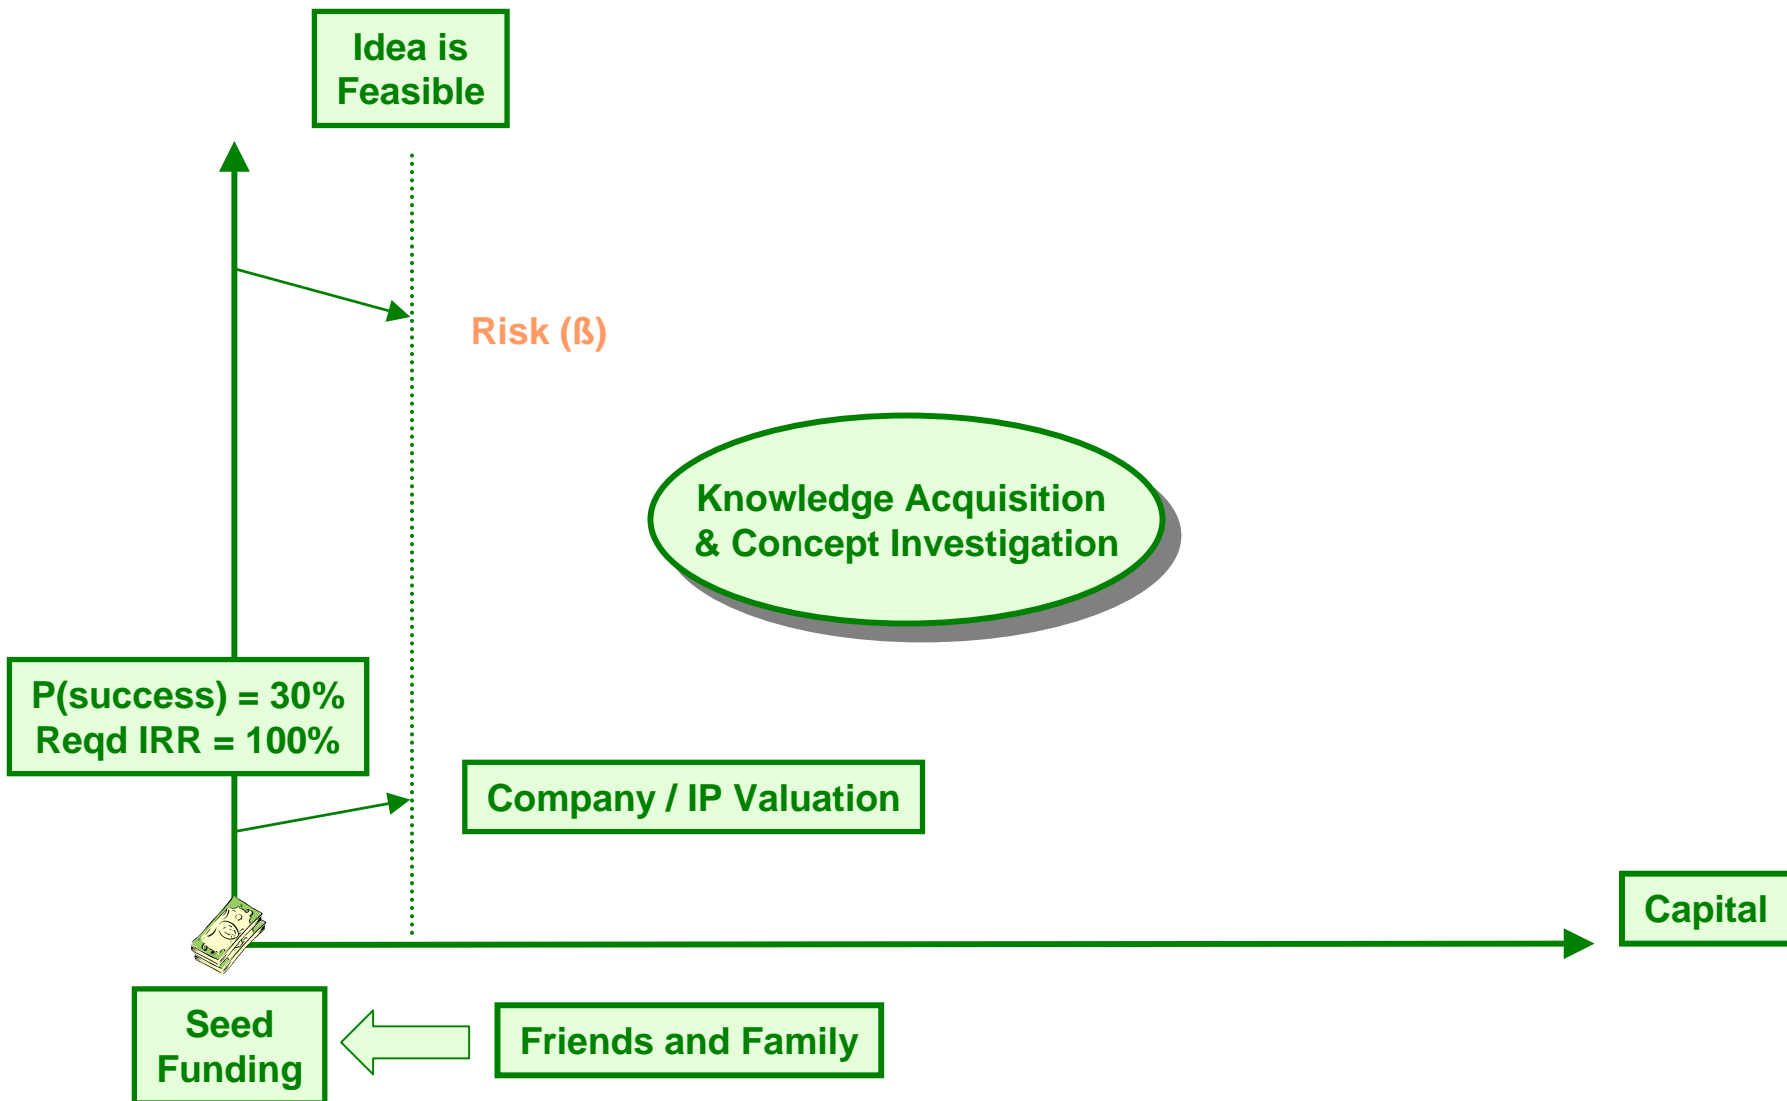 Idea is
Feasible
Risk (ß)
Knowledge Acquisition
& Concept Investigation
P(success) = 30%
Reqd IRR = 100%
Company / IP Valuation
Capital
Seed
Funding
Friends and Family